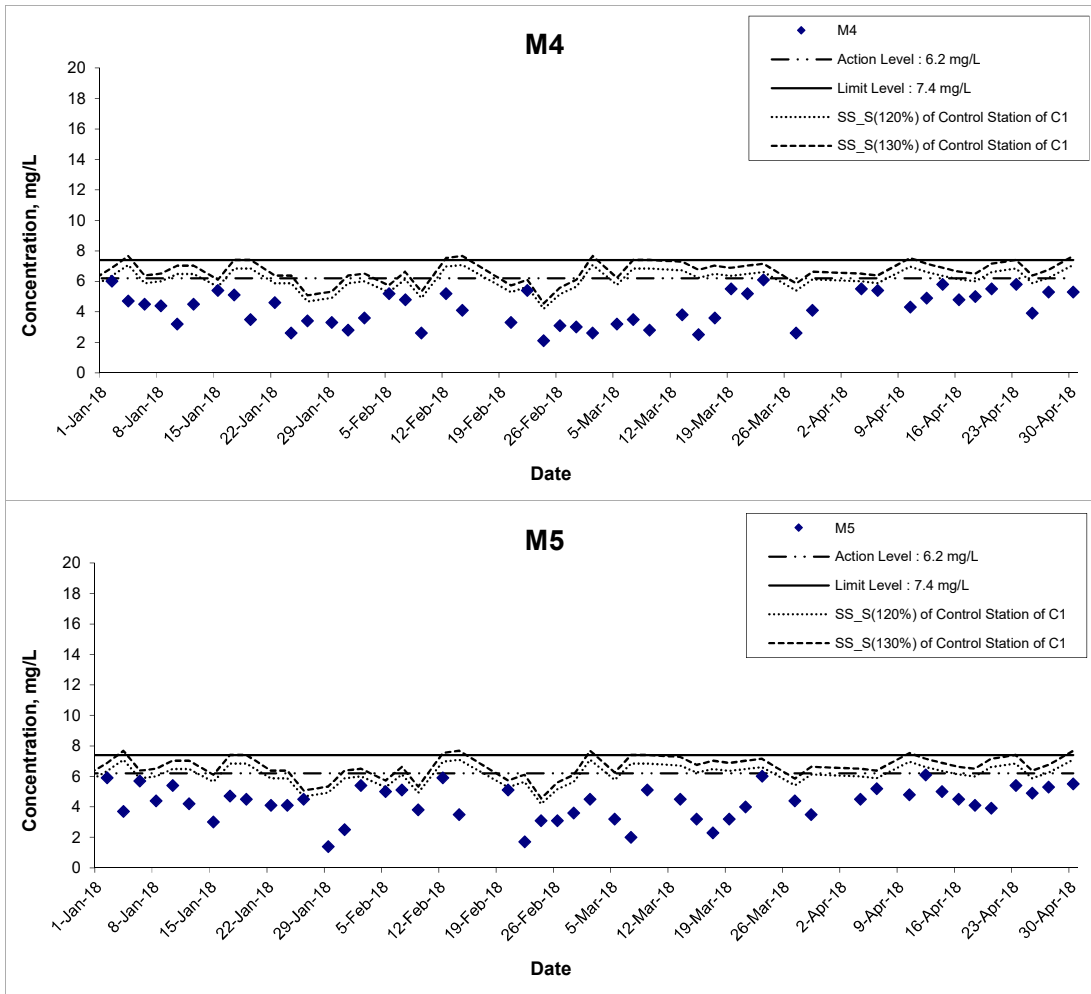 M4
M4
Action Level : 6.2 mg/L
Limit Level : 7.4 mg/L
SS_S(120%) of Control Station of C1
SS_S(130%) of Control Station of C1
Concentration, mg/L
20
18
16
14
12
10
8
6
4
2
0
1-Jan-18
8-Jan-18
15-Jan-18
22-Jan-18
29-Jan-18
5-Feb-18
12-Feb-18
19-Feb-18
26-Feb-18
5-Mar-18
12-Mar-18
19-Mar-18
26-Mar-18
2-Apr-18
9-Apr-18
16-Apr-18
23-Apr-18
30-Apr-18
Date
M5
M5
Action Level : 6.2 mg/L
Limit Level : 7.4 mg/L
SS_S(120%) of Control Station of C1
SS_S(130%) of Control Station of C1
Concentration, mg/L
20
18
16
14
12
10
8
6
4
2
0
1-Jan-18
8-Jan-18
15-Jan-18
22-Jan-18
29-Jan-18
5-Feb-18
12-Feb-18
19-Feb-18
26-Feb-18
5-Mar-18
12-Mar-18
19-Mar-18
26-Mar-18
2-Apr-18
9-Apr-18
16-Apr-18
23-Apr-18
30-Apr-18
Date